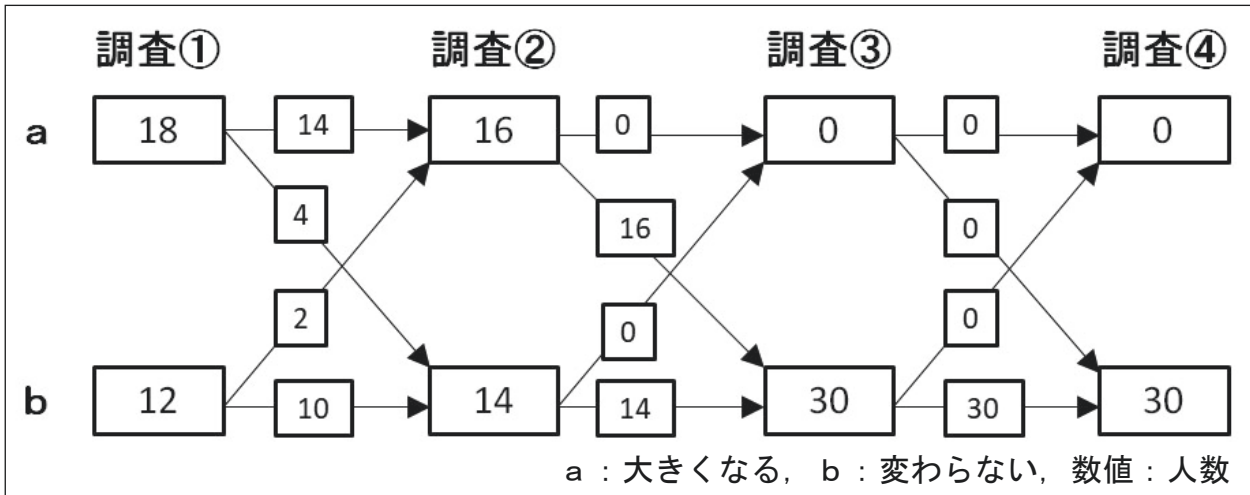 調査① 調査② 調査③ 調査④
a 18 14 16 0 0 0 0
4 16 0
2 0 0
b 12 10 14 14 30 30 30
a：大きくなる，b：変わらない，数値：人数